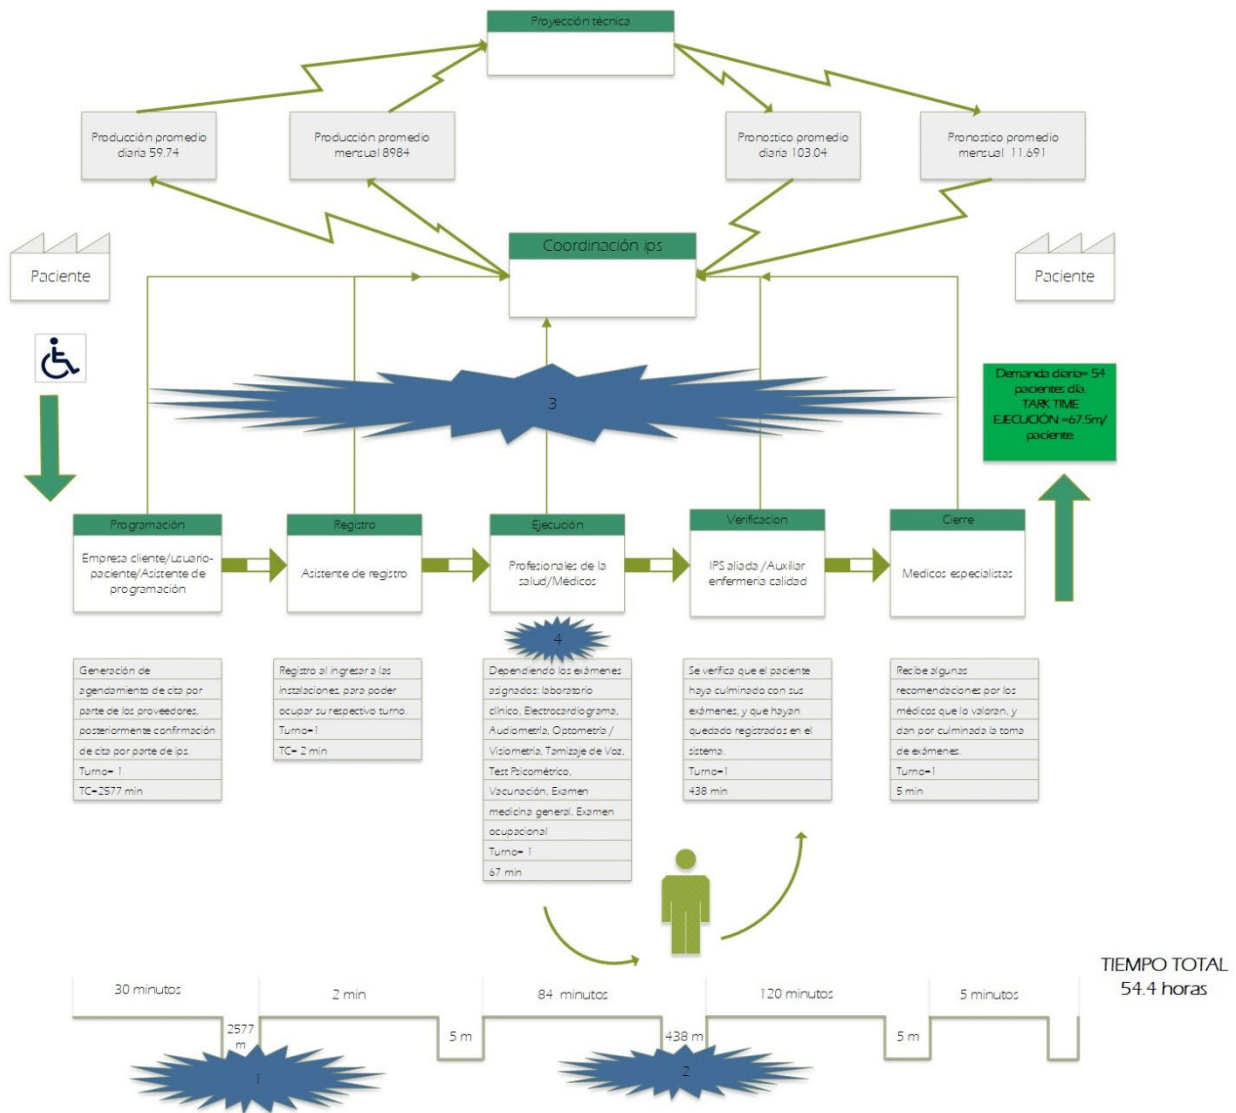 Proyección técnica
Producción promedio
diaria 59.74
Producción promedio
mensual 8984
Pronostico promedio
diaria 103.04
Pronostico promedio
mensual 11.691
Paciente
Coordinación ips
Paciente
3
Demanda diaria= 54
pacientes día.
TARK TIME
EJECUCIÓN =67.5m/
paciente
Programación
Empresa cliente/usuario-
paciente/Asistente de
programación
Registro
Asistente de registro
Ejecución
Profesionales de la
salud/Médicos
Verificacion
IPS aliada /Auxiliar
enfermeria calidad
Cierre
Medicos especialistas
4
Generación de
agendamiento de cita por
parte de los proveedores,
posteriormente confirmación
de cita por parte de ips.
Turno= 1
TC=2577 min
Registro al ingresar a las
instalaciones, para poder
ocupar su respectivo turno.
Turno=1
TC= 2 min
Dependiendo los exámenes
asignados: laboratorio
clínico, Electrocardiograma,
Audiometría, Optometría /
Visiometría, Tamizaje de Voz,
Test Psicométrico,
Vacunación, Examen
medicina general, Examen
ocupacional
Turno= 1
67 min
Se verifica que el paciente
haya culminado con sus
exámenes, y que hayan
quedado registrados en el
sistema.
Turno=1
438 min
Recibe algunas
recomendaciones por los
médicos que lo valoran, y
dan por culminada la toma
de exámenes.
Turno=1
5 min
TIEMPO TOTAL
54.4 horas
30 minutos
2 min
84 minutos
120 minutos
5 minutos
2577
m
5 m
438 m
5 m
1
2